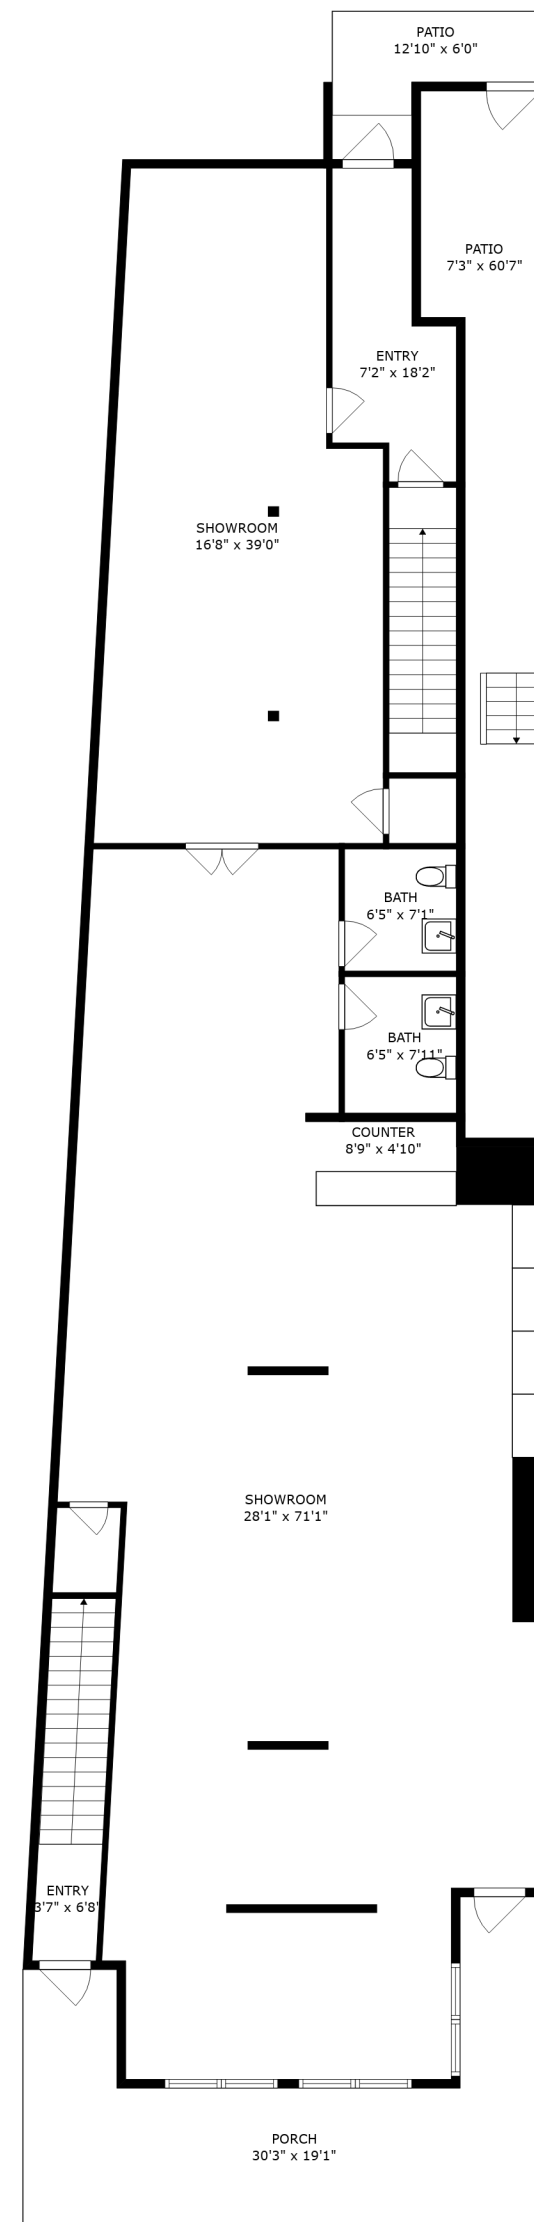 PATIO
12'10" x 6'0"
PATIO
7'3" x 60'7"
ENTRY
7'2" x 18'2"
SHOWROOM
16'8" x 39'0"
BATH
6'5" x 7'1"
BATH
6'5" x 7'11"
COUNTER
8'9" x 4'10"
SHOWROOM
28'1" x 71'1"
ENTRY
3'7" x 6'8"
PORCH
30'3" x 19'1"